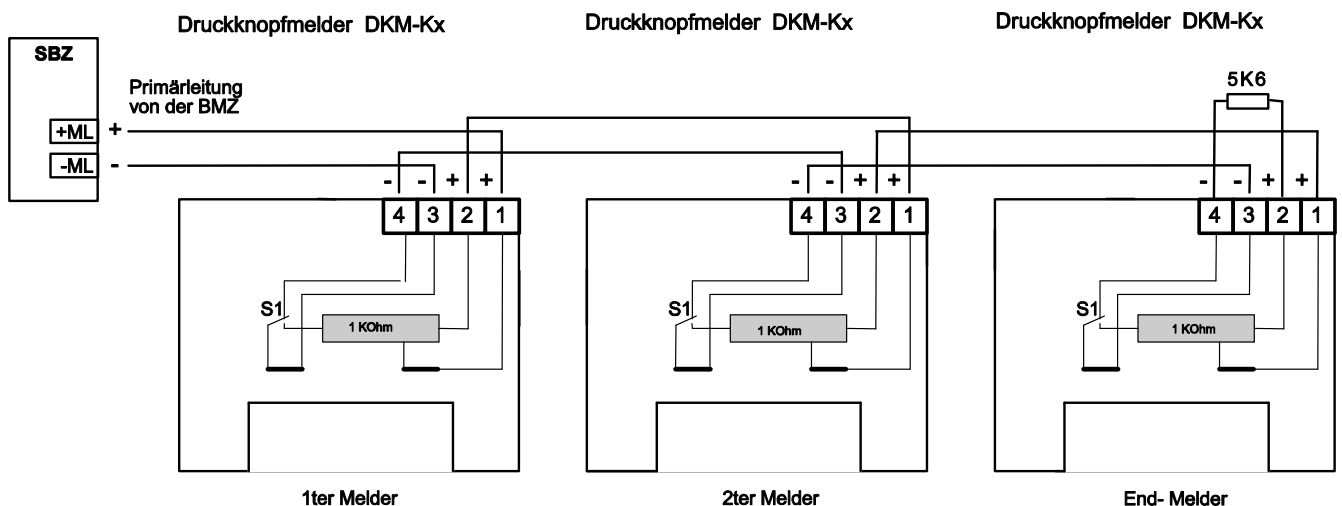 Druckknopfmelder DKM-Kx
Druckknopfmelder DKM-Kx
Druckknopfmelder DKM-Kx
SBZ
Primärleitung
von der BMZ
5K6
+ML +
-ML -
- - + +
- - + +
- - + +
4 3 2 1
4 3 2 1
4 3 2 1
S1
1 KOhm
S1
1 KOhm
S1
1 KOhm
1ter Melder
2ter Melder
End- Melder